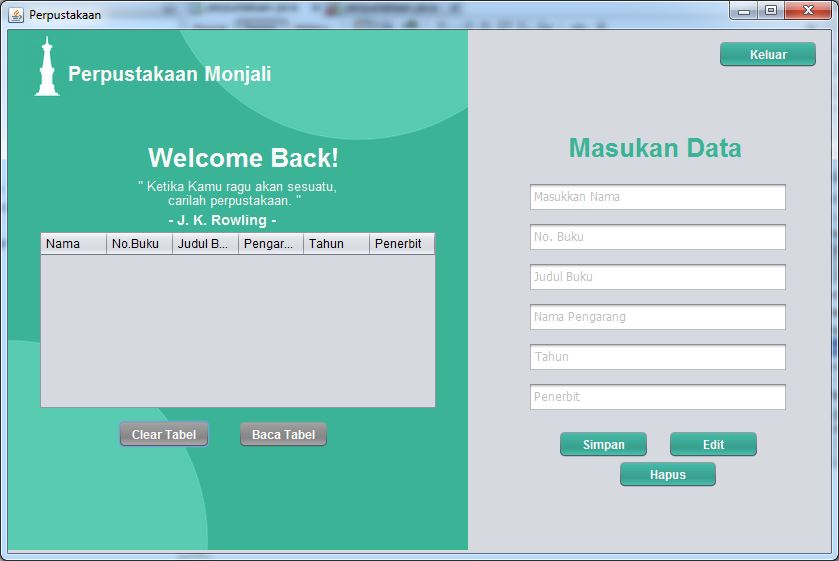 Perpustakaan
Perpustakaan Monjali
Keluar
Welcome Back!
" Ketika Kamu ragu akan sesuatu,
carilah perpustakaan. "
- J. K. Rowling -
Nama No.Buku Judul B... Pengar... Tahun Penerbit
Clear Tabel Baca Tabel
Masukan Data
Masukkan Nama
No. Buku
Judul Buku
Nama Pengarang
Tahun
Penerbit
Simpan Edit
Hapus